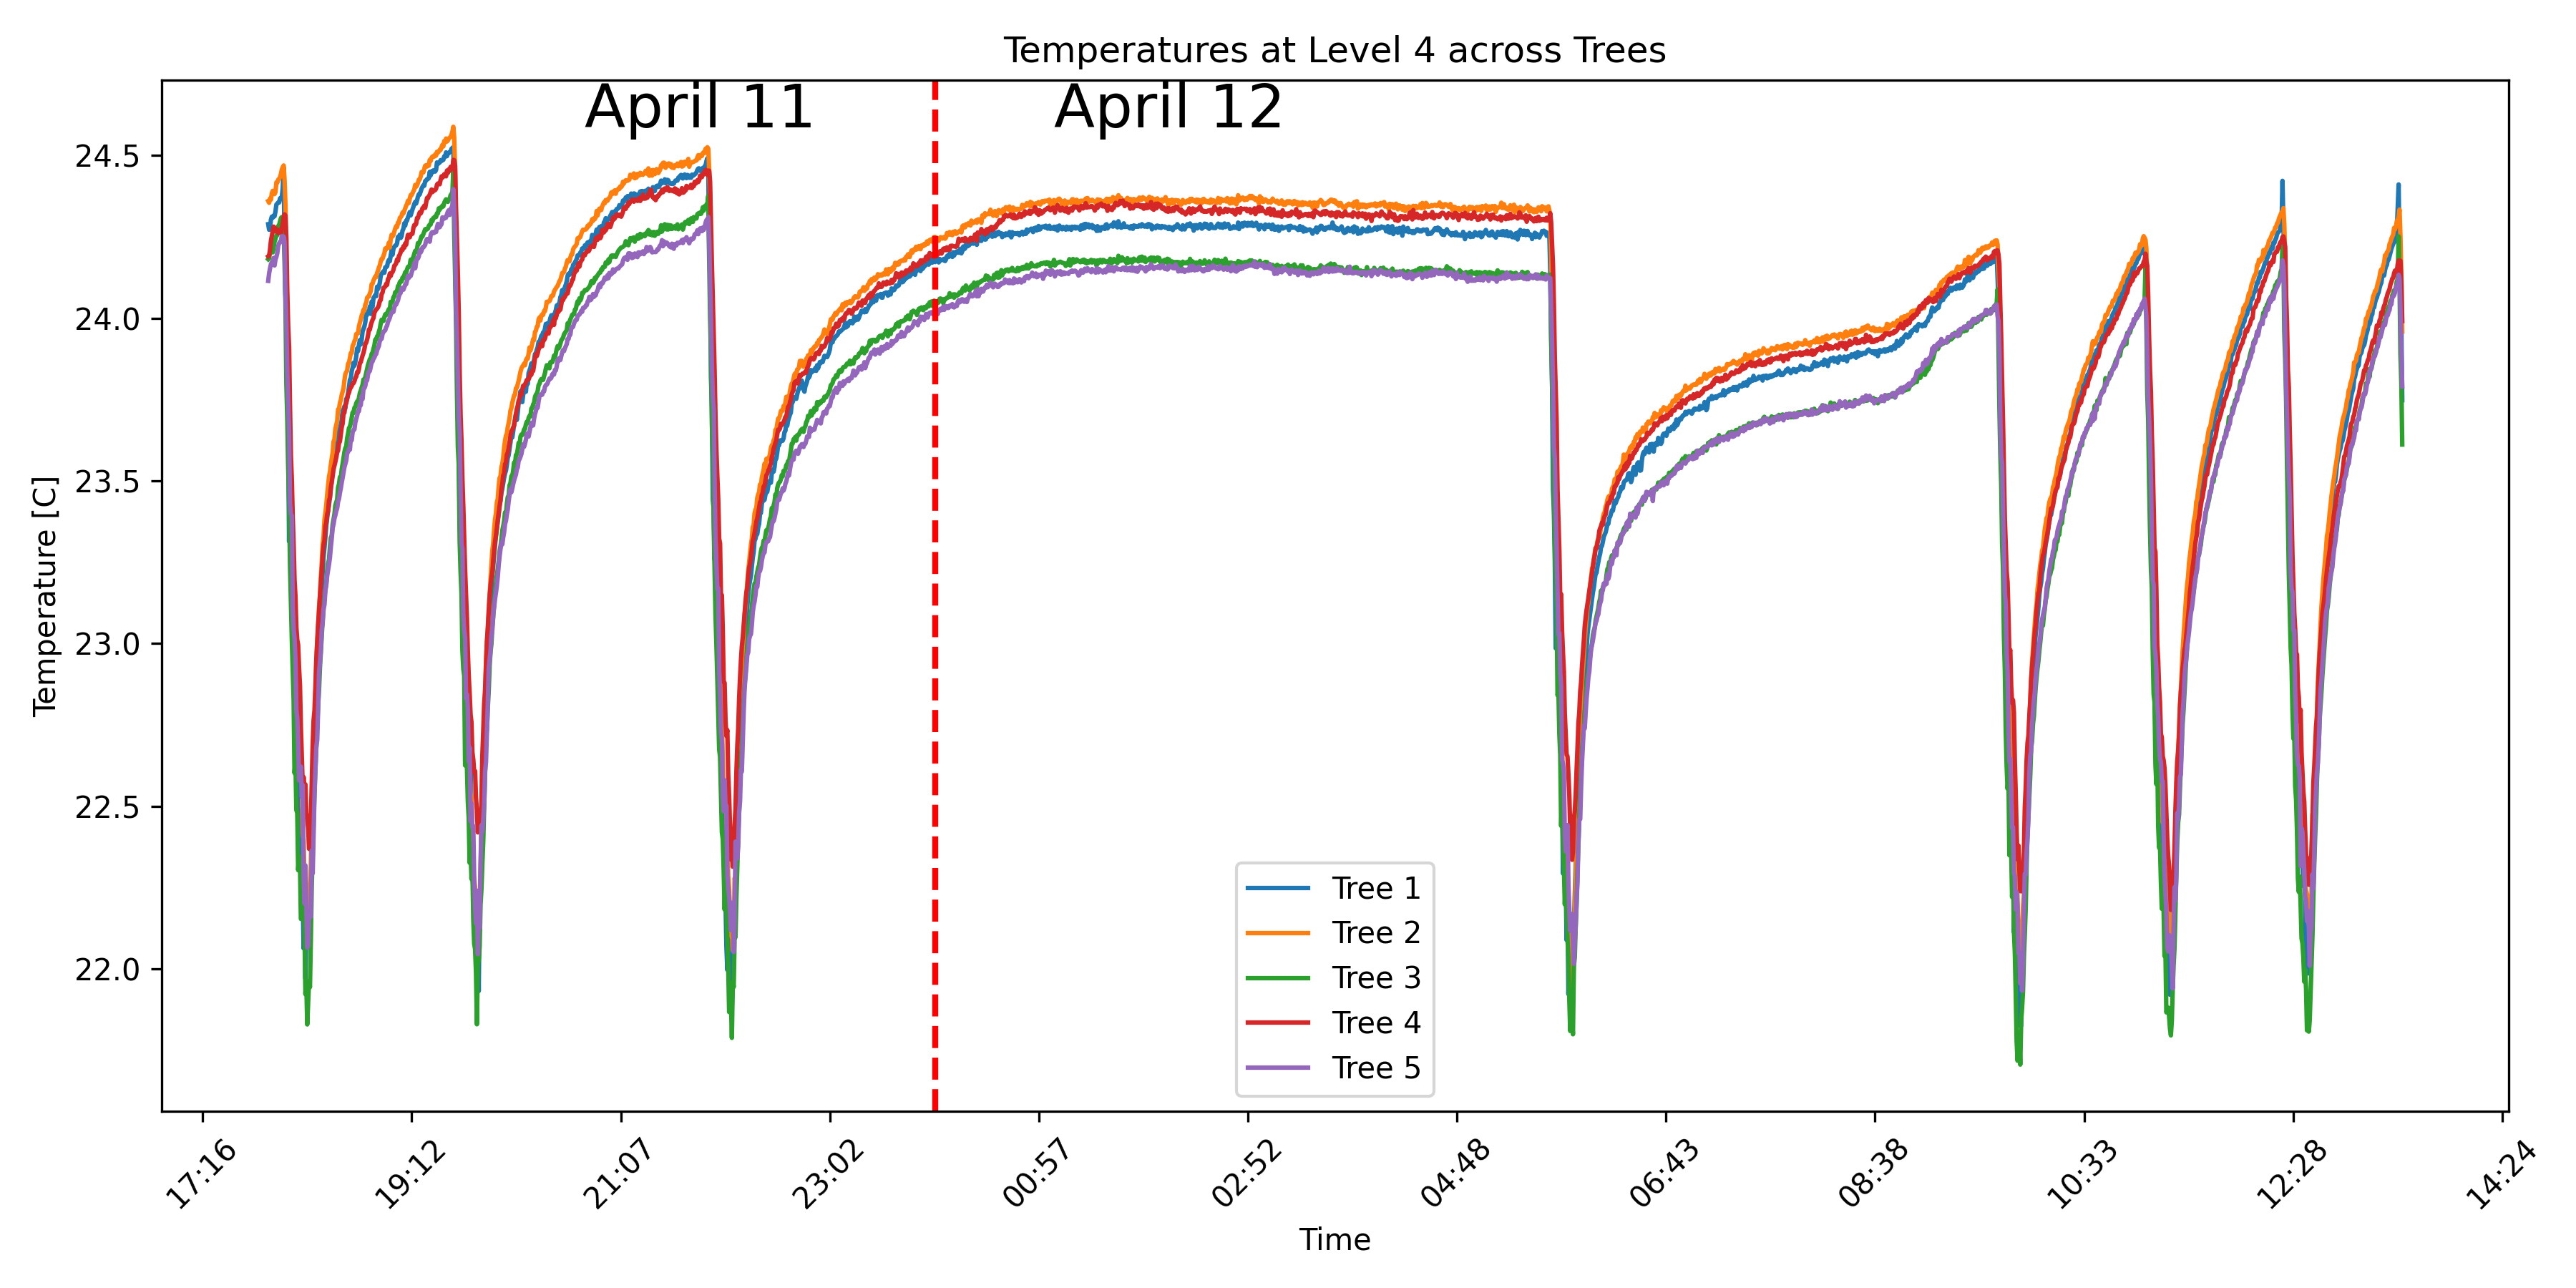 Temperatures at Level 4 across Trees
April 11 April 12
Temperature [C]
24.5
24.0
23.5
23.0
22.5
22.0
Tree 1
Tree 2
Tree 3
Tree 4
Tree 5
17:16 19:12 21:07 23:02 00:57 02:52 04:48 06:43 08:38 10:33 12:28 14:24
Time